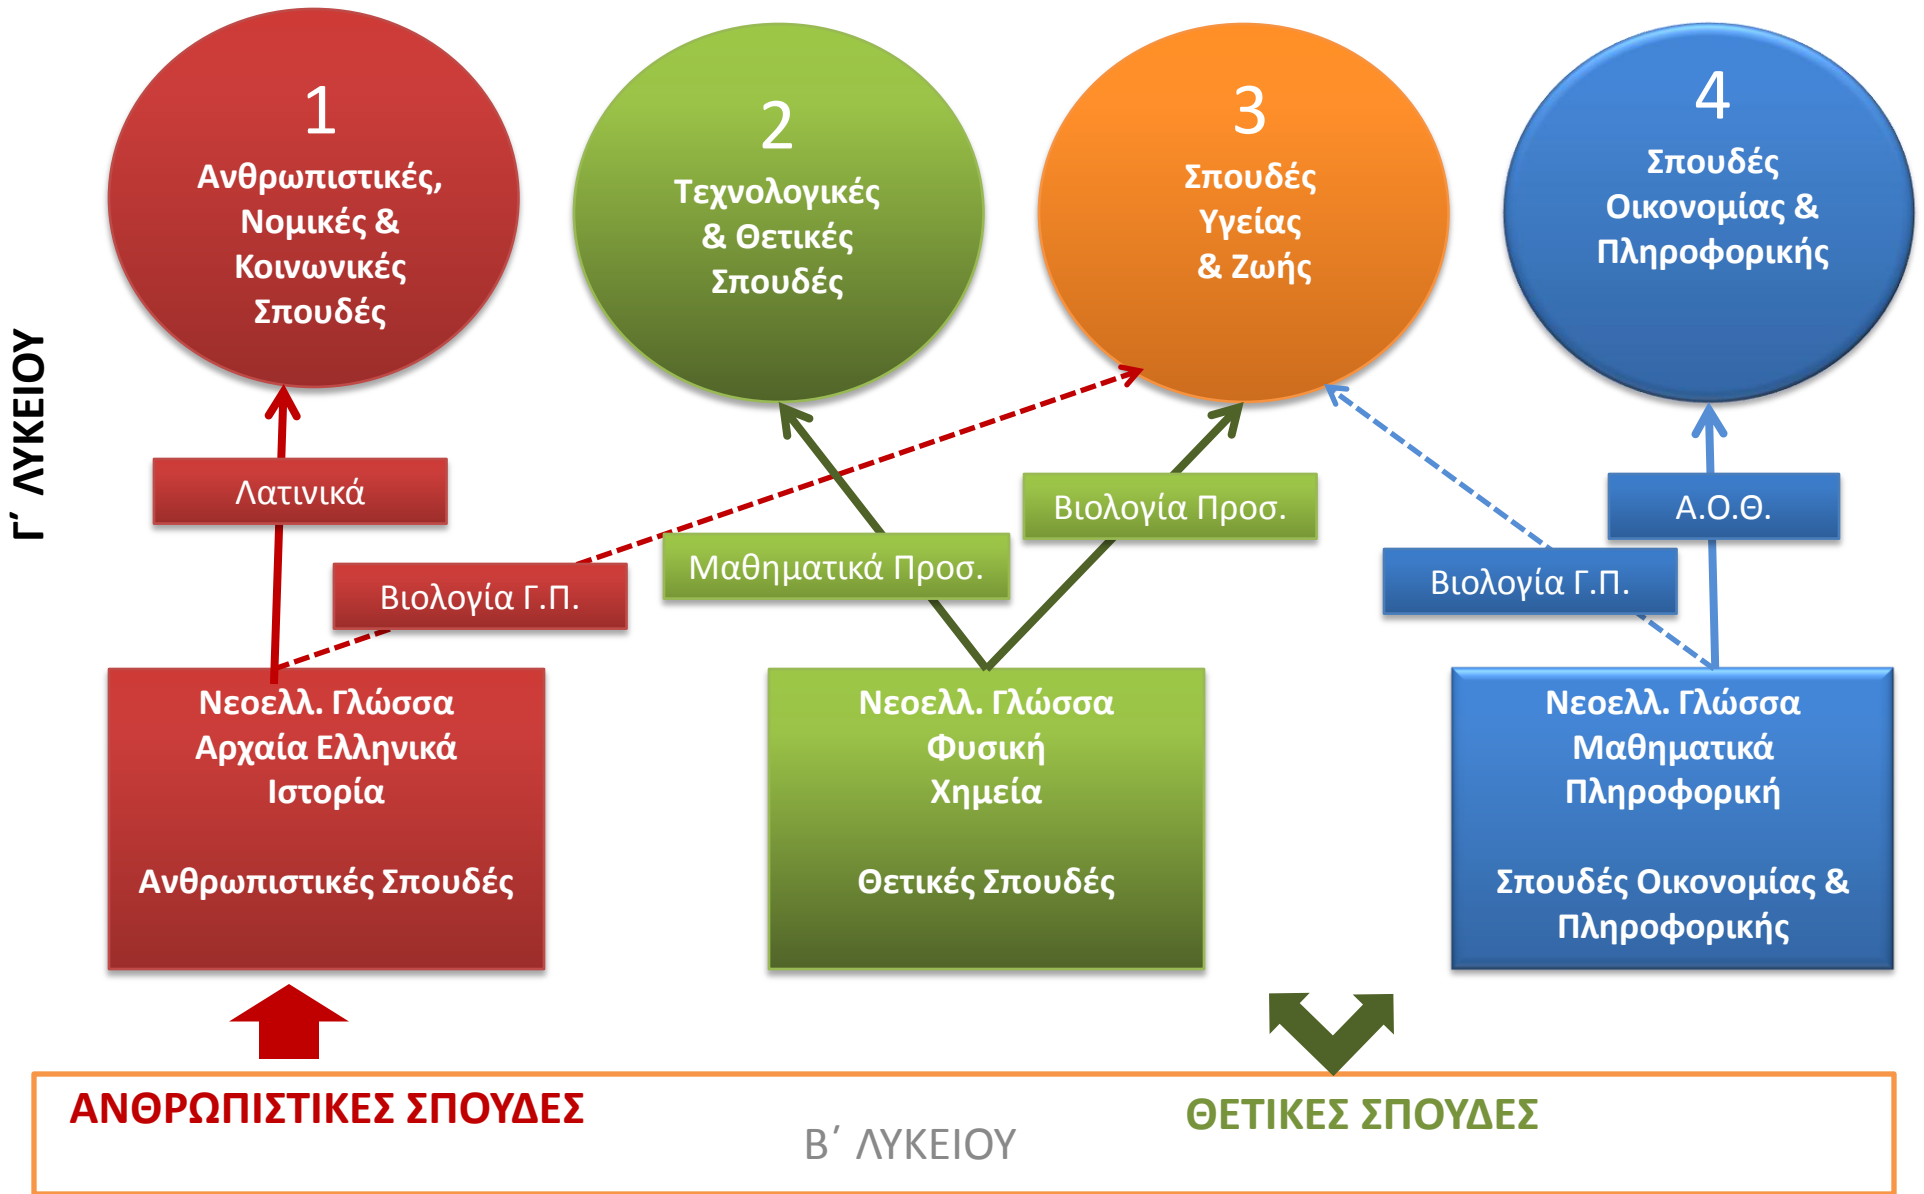 1
Ανθρωπιστικές,
Νομικές &
Κοινωνικές
Σπουδές
2
Τεχνολογικές
& Θετικές
Σπουδές
3
Σπουδές
Υγείας
& Ζωής
4
Σπουδές
Οικονομίας &
Πληροφορικής
Γ΄ ΛΥΚΕΙΟΥ
Λατινικά
Βιολογία Γ.Π.
Μαθηματικά Προσ.
Βιολογία Προσ.
Α.Ο.Θ.
Βιολογία Γ.Π.
Νεοελλ. Γλώσσα
Αρχαία Ελληνικά
Ιστορία
Ανθρωπιστικές Σπουδές
Νεοελλ. Γλώσσα
Φυσική
Χημεία
Θετικές Σπουδές
Νεοελλ. Γλώσσα
Μαθηματικά
Πληροφορική
Σπουδές Οικονομίας &
Πληροφορικής
ΑΝΘΡΩΠΙΣΤΙΚΕΣ ΣΠΟΥΔΕΣ
ΘΕΤΙΚΕΣ ΣΠΟΥΔΕΣ
Β΄ ΛΥΚΕΙΟΥ